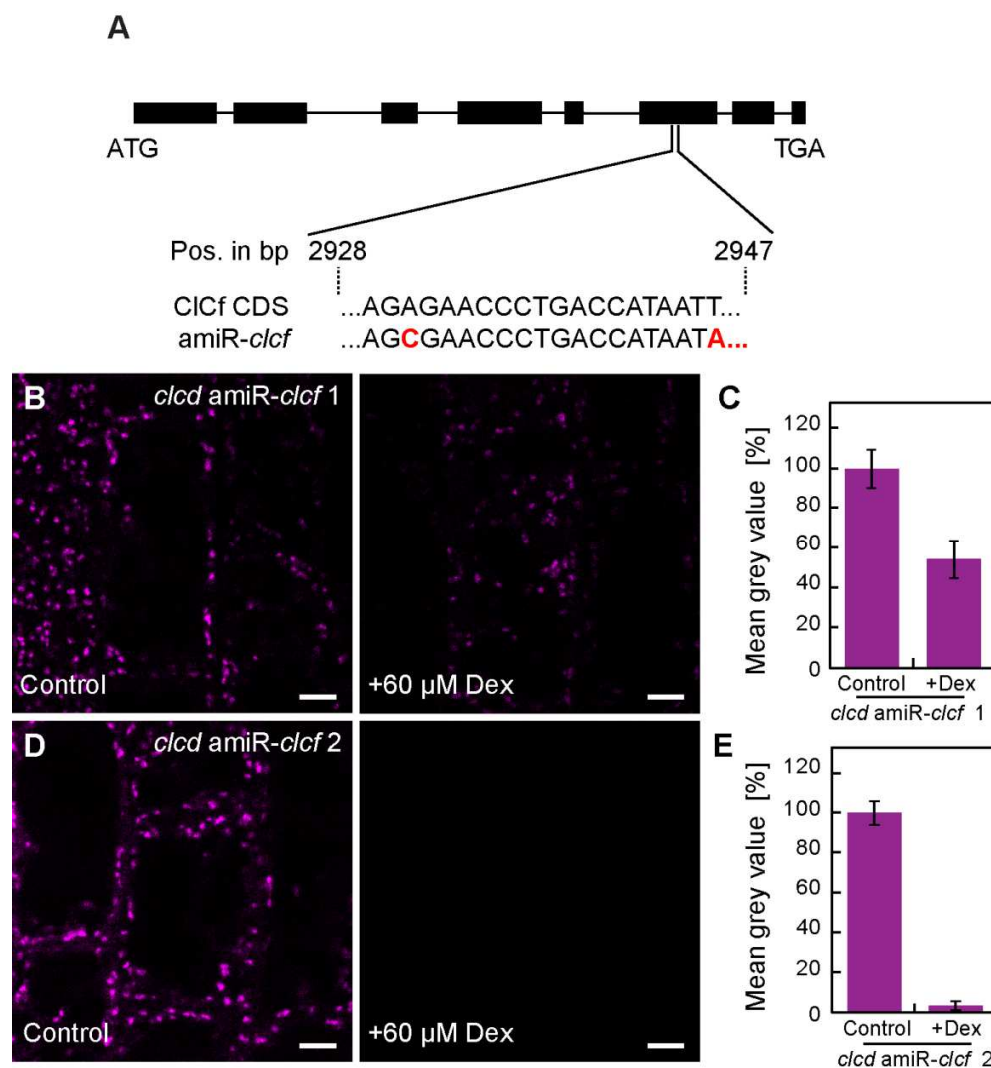 A
ATG TGA
Pos. in bp 2928 2947
ClCf CDS ...AGAGAACCCTGACCATAATT...
amiR-clcf ...AGCGAACCCTGACCATAATA...
B clcd amiR-clcf 1
Control
+60 µM Dex
C
Mean grey value [%]
120
100
80
60
40
20
0
Control +Dex
clcd amiR-clcf 1
D clcd amiR-clcf 2
Control
+60 µM Dex
E
Mean grey value [%]
120
100
80
60
40
20
0
Control +Dex
clcd amiR-clcf 2